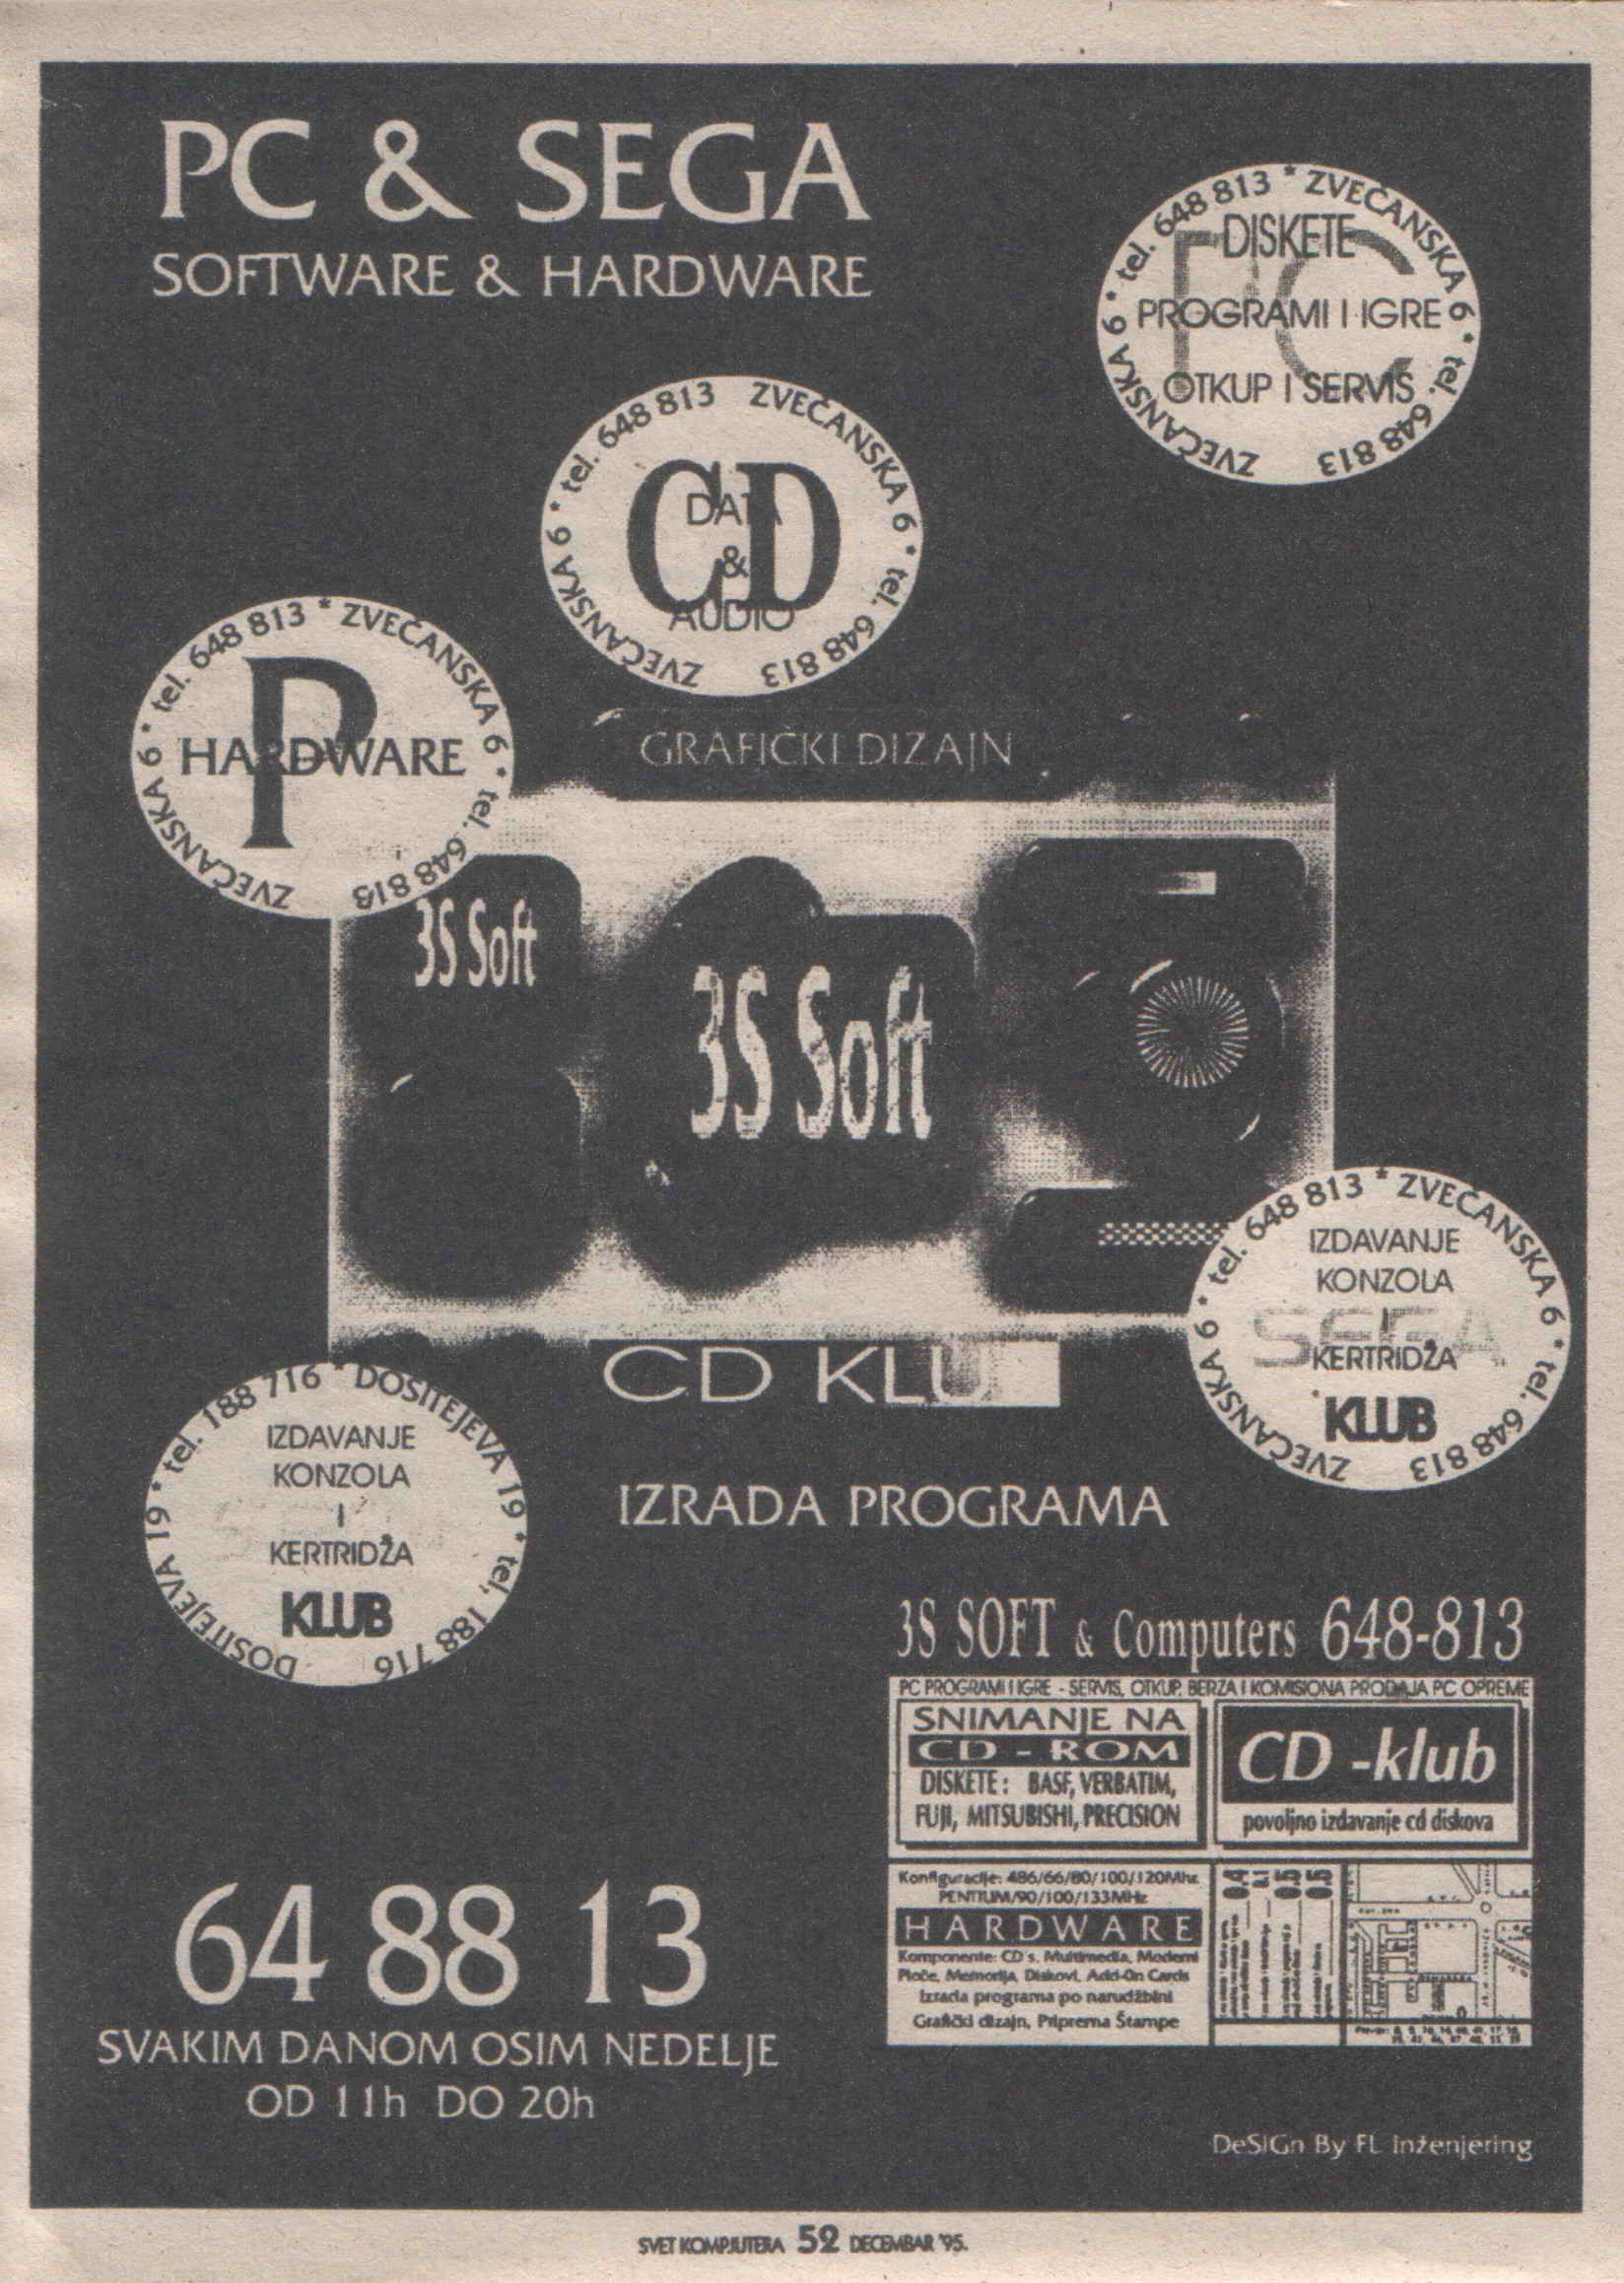 PC & SEGA
SOFTWARE & HARDWARE
tel. 648 813 * ZVEČANSKA 6 * tel. 648 813 ZVEČANSKA 6 *
PC
DISKETE
PROGRAMI I IGRE
OTKUP I SERVIS
tel. 648 813 ZVEČANSKA 6 * tel. 648 813 ZVEČANSKA 6 *
CD
DATA
&
AUDIO
tel. 648 813 * ZVEČANSKA 6 * tel. 648 813 ZVEČANSKA 6 *
P
HARDWARE
GRAFIČKI DIZAJN
3S Soft
3S Soft
tel. 648 813 * ZVEČANSKA 6 * tel. 648 813 ZVEČANSKA 6 *
IZDAVANJE
KONZOLA
I
SEGA
KERTRIDŽA
KLUB
CD KLU
tel. 188 716 * DOSITEJEVA 19 * tel, 188 716 DOSITEJEVA 19 *
IZDAVANJE
KONZOLA
I
KERTRIDŽA
KLUB
IZRADA PROGRAMA
3S SOFT & Computers 648-813
PC PROGRAMI I IGRE - SERVIS, OTKUP, BERZA I KOMISIONA PRODAJA PC OPREME
SNIMANJE NA
CD - ROM
DISKETE: BASF, VERBATIM,
FUJI, MITSUBISHI, PRECISION
CD -klub
povoljno izdavanje cd diskova
Konfiguracije: 486/66/80/100/120Mhz
PENTIUM/90/100/133MHz
HARDWARE
Komponente: CD's, Multimedia, Modemi
Ploče, Memorija, Diskovi, Add-On Cards
Izrada programa po narudžbini
Grafički dizajn, Priprema Štampe
64 88 13
SVAKIM DANOM OSIM NEDELJE
OD 11h DO 20h
DeSiGn By FL inženjering
SVET KOMPJUTERA 52 DECEMBAR '95.